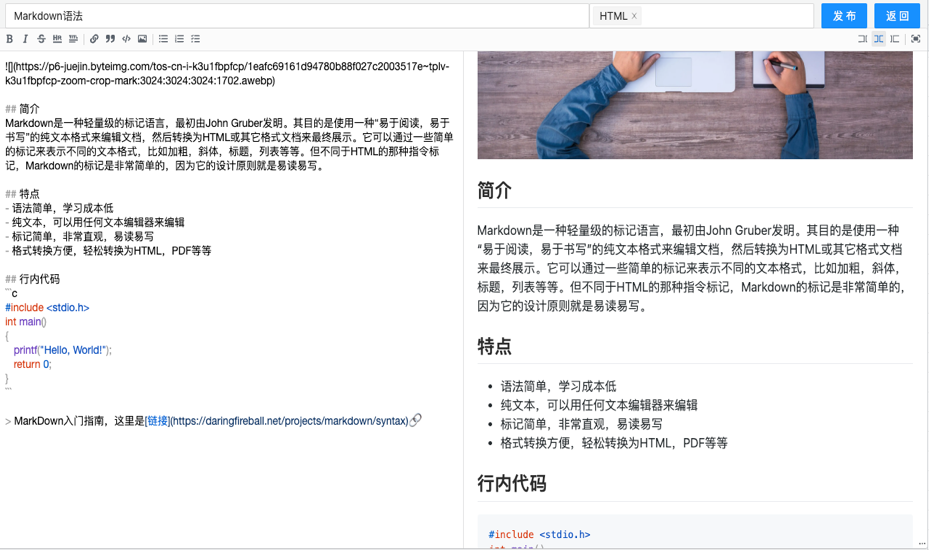 Markdown语法
HTML x
发 布
返 回
![](https://p6-juejin.byteimg.com/tos-cn-i-k3u1fbpfcp/1eafc69161d94780b88f027c2003517e~tplv-
k3u1fbpfcp-zoom-crop-mark:3024:3024:3024:1702.awebp)
## 简介
Markdown是一种轻量级的标记语言，最初由John Gruber发明。其目的是使用一种“易于阅读，易于
书写”的纯文本格式来编辑文档，然后转换为HTML或其它格式文档来最终展示。它可以通过一些简单
的标记来表示不同的文本格式，比如加粗，斜体，标题，列表等等。但不同于HTML的那种指令标
记，Markdown的标记是非常简单的，因为它的设计原则就是易读易写。
## 特点
- 语法简单，学习成本低
- 纯文本，可以用任何文本编辑器来编辑
- 标记简单，非常直观，易读易写
- 格式转换方便，轻松转换为HTML，PDF等等
## 行内代码
```c
#include <stdio.h>
int main()
{
printf("Hello, World!");
return 0;
}
```
> MarkDown入门指南，这里是[链接](https://daringfireball.net/projects/markdown/syntax)🔗
简介
Markdown是一种轻量级的标记语言，最初由John Gruber发明。其目的是使用一种
“易于阅读，易于书写”的纯文本格式来编辑文档，然后转换为HTML或其它格式文档
来最终展示。它可以通过一些简单的标记来表示不同的文本格式，比如加粗，斜体，
标题，列表等等。但不同于HTML的那种指令标记，Markdown的标记是非常简单的，
因为它的设计原则就是易读易写。
特点
• 语法简单，学习成本低
• 纯文本，可以用任何文本编辑器来编辑
• 标记简单，非常直观，易读易写
• 格式转换方便，轻松转换为HTML，PDF等等
行内代码
#include <stdio.h>
int main()